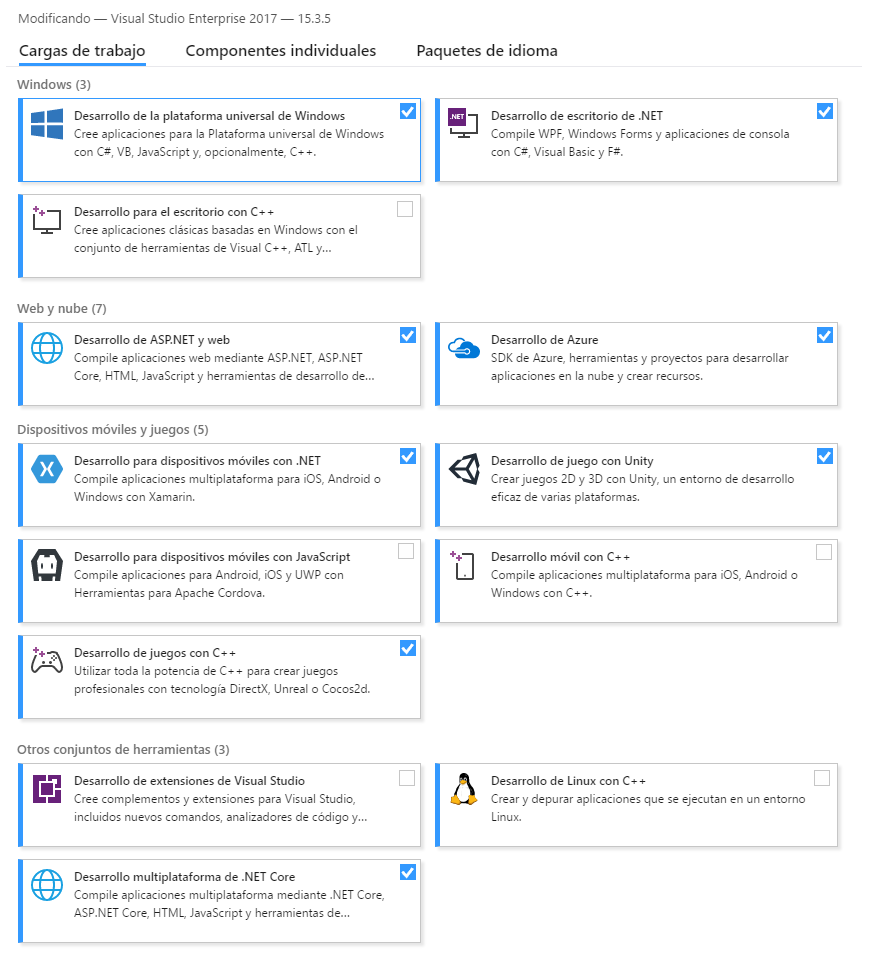 Modificando — Visual Studio Enterprise 2017 — 15.3.5
Cargas de trabajo
Componentes individuales
Paquetes de idioma
Windows (3)
Desarrollo de la plataforma universal de Windows
Cree aplicaciones para la Plataforma universal de Windows
con C#, VB, JavaScript y, opcionalmente, C++.
.NET
Desarrollo de escritorio de .NET
Compile WPF, Windows Forms y aplicaciones de consola
con C#, Visual Basic y F#.
Desarrollo para el escritorio con C++
Cree aplicaciones clásicas basadas en Windows con el
conjunto de herramientas de Visual C++, ATL y...
Web y nube (7)
Desarrollo de ASP.NET y web
Compile aplicaciones web mediante ASP.NET, ASP.NET
Core, HTML, JavaScript y herramientas de desarrollo de...
Desarrollo de Azure
SDK de Azure, herramientas y proyectos para desarrollar
aplicaciones en la nube y crear recursos.
Dispositivos móviles y juegos (5)
Desarrollo para dispositivos móviles con .NET
Compile aplicaciones multiplataforma para iOS, Android o
Windows con Xamarin.
Desarrollo de juego con Unity
Crear juegos 2D y 3D con Unity, un entorno de desarrollo
eficaz de varias plataformas.
Desarrollo para dispositivos móviles con JavaScript
Compile aplicaciones para Android, iOS y UWP con
Herramientas para Apache Cordova.
Desarrollo móvil con C++
Compile aplicaciones multiplataforma para iOS, Android o
Windows con C++.
Desarrollo de juegos con C++
Utilizar toda la potencia de C++ para crear juegos
profesionales con tecnología DirectX, Unreal o Cocos2d.
Otros conjuntos de herramientas (3)
Desarrollo de extensiones de Visual Studio
Cree complementos y extensiones para Visual Studio,
incluidos nuevos comandos, analizadores de código y...
Desarrollo de Linux con C++
Crear y depurar aplicaciones que se ejecutan en un entorno
Linux.
Desarrollo multiplataforma de .NET Core
Compile aplicaciones multiplataforma mediante .NET Core,
ASP.NET Core, HTML, JavaScript y herramientas de...